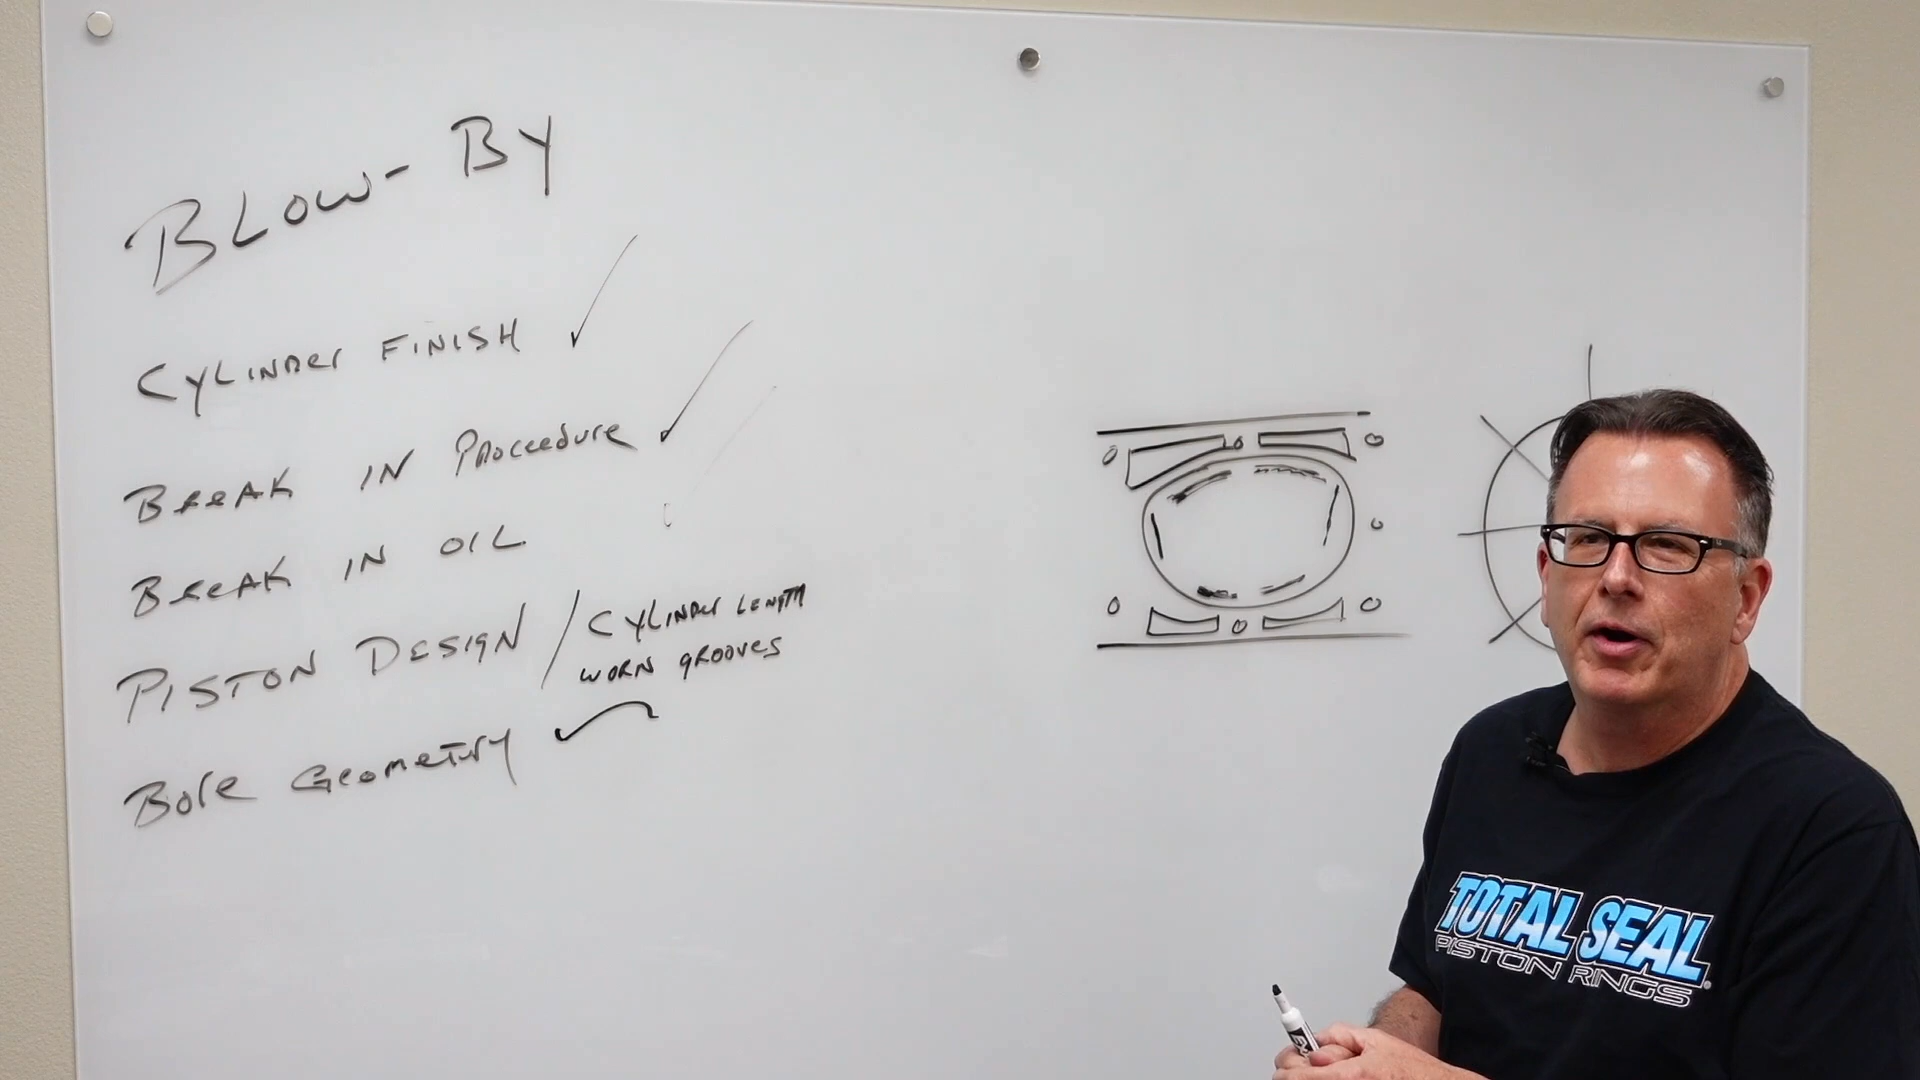 BLOW-BY
CYLINDER FINISH
BREAK IN PROCEEDURE
BREAK IN OIL
PISTON DESIGN / CYLINDER LENGTH
WORN GROOVES
BORE GEOMETRY
TOTAL SEAL
PISTON RINGS